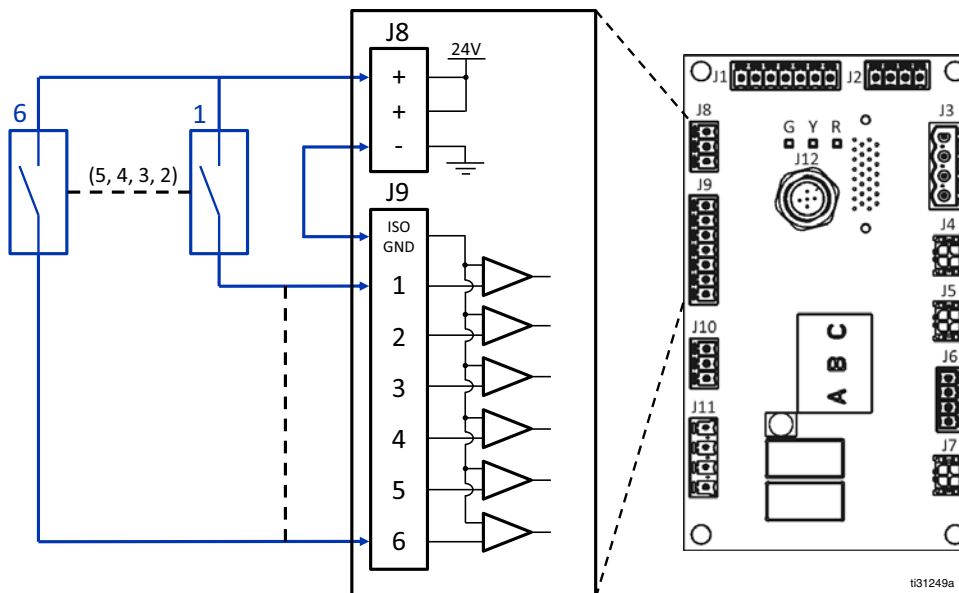 J8
24V
+
+
-
6
1
(5, 4, 3, 2)
J9
ISO
GND
1
2
3
4
5
6
J1
J2
J8
J3
G Y R
J12
J9
J4
J5
J10
A B C
J6
J11
J7
ti31249a